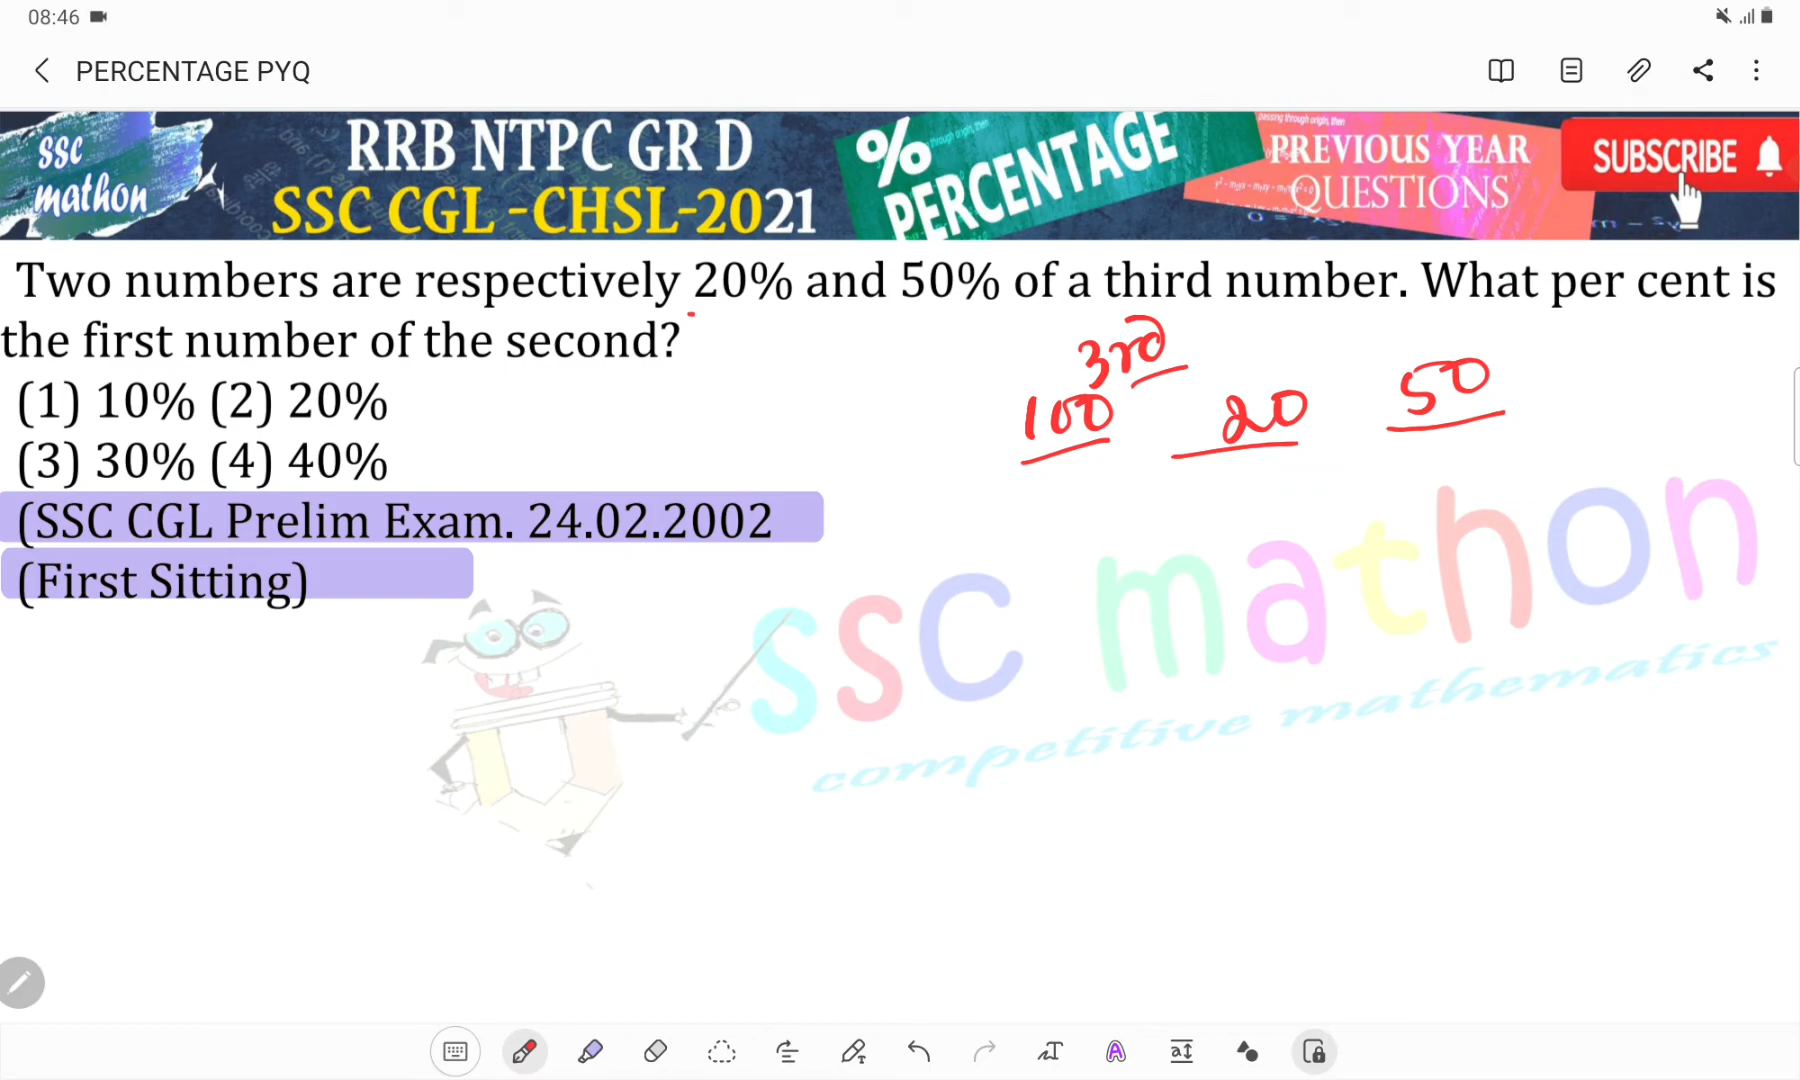 08:46
PERCENTAGE PYQ
SSC mathon
RRB NTPC GR D
SSC CGL -CHSL-2021
% PERCENTAGE
PREVIOUS YEAR
QUESTIONS
SUBSCRIBE
Two numbers are respectively 20% and 50% of a third number. What per cent is
the first number of the second?
3rd
100 20 50
(1) 10% (2) 20%
(3) 30% (4) 40%
(SSC CGL Prelim Exam. 24.02.2002
(First Sitting)
ssc mathon
competitive mathematics